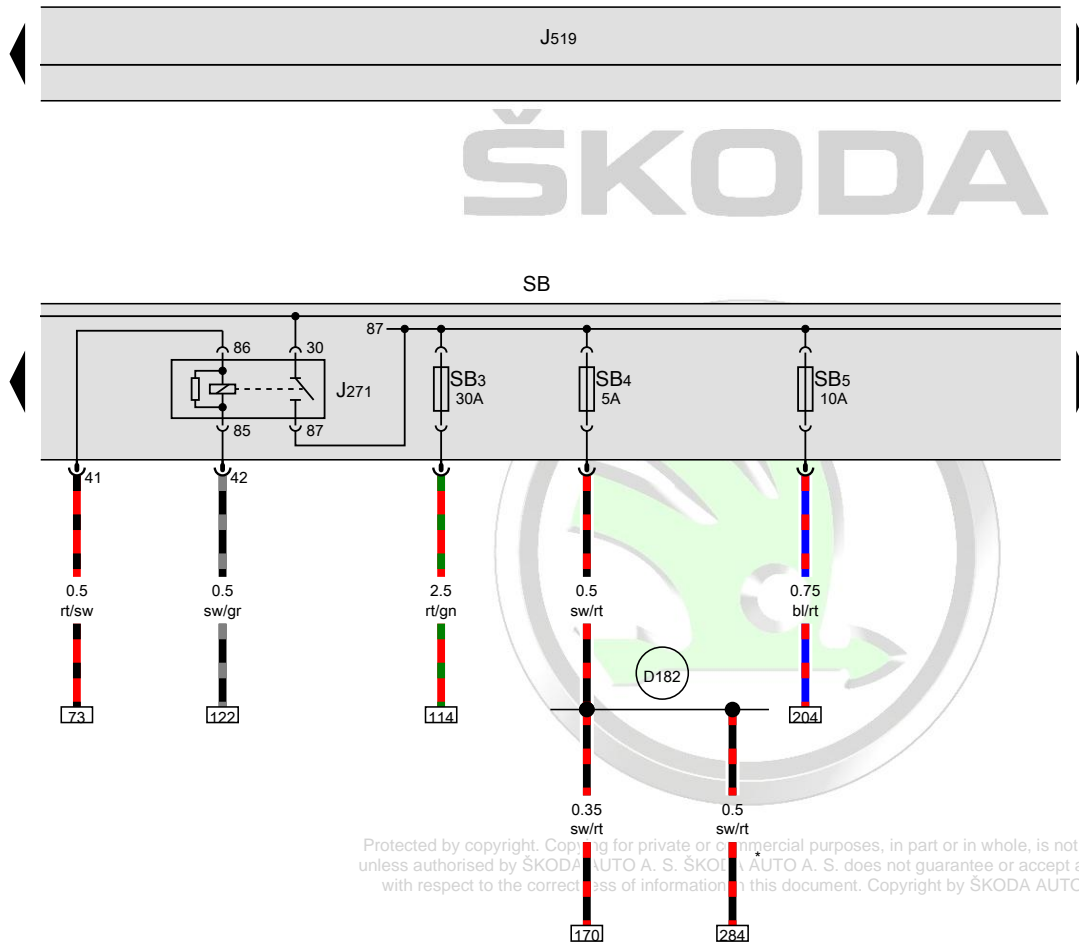 J519
ŠKODA
SB
87
86
30
J271
85
87
SB3
30A
SB4
5A
SB5
10A
41
42
0.5
rt/sw
0.5
sw/gr
2.5
rt/gn
0.5
sw/rt
0.75
bl/rt
D182
73
122
114
204
0.35
sw/rt
0.5
sw/rt
*
Protected by copyright. Copying for private or commercial purposes, in part or in whole, is not
unless authorised by ŠKODA AUTO A. S. ŠKODA AUTO A. S. does not guarantee or accept a
with respect to the correctness of information in this document. Copyright by ŠKODA AUTO
170
284